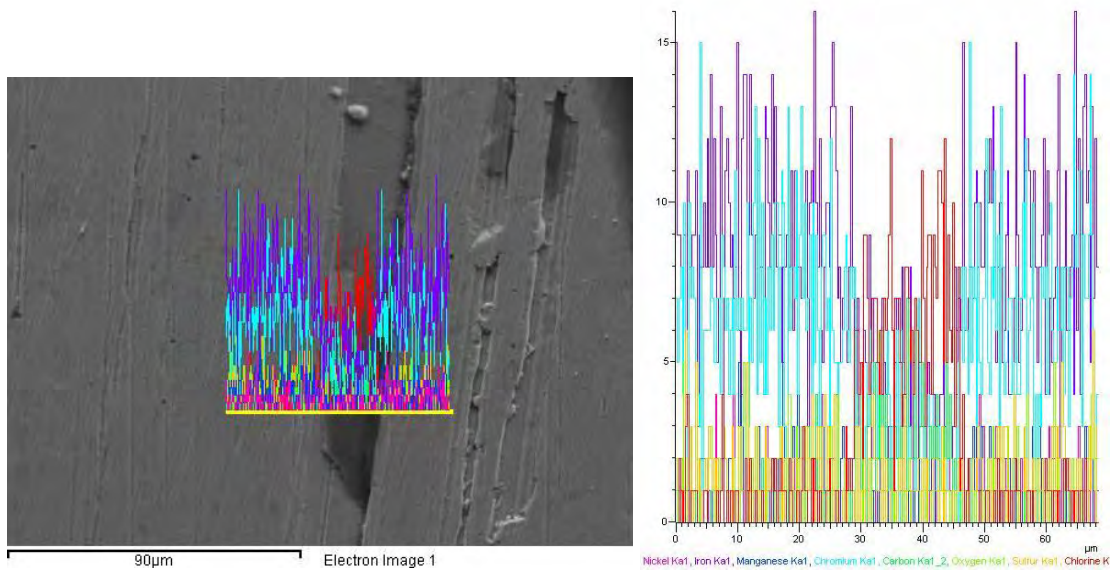 90µm
Electron Image 1
15
10
5
0
0 10 20 30 40 50 60
µm
Nickel Ka1, Iron Ka1, Manganese Ka1, Chromium Ka1, Carbon Ka1_2, Oxygen Ka1, Sulfur Ka1, Chlorine K